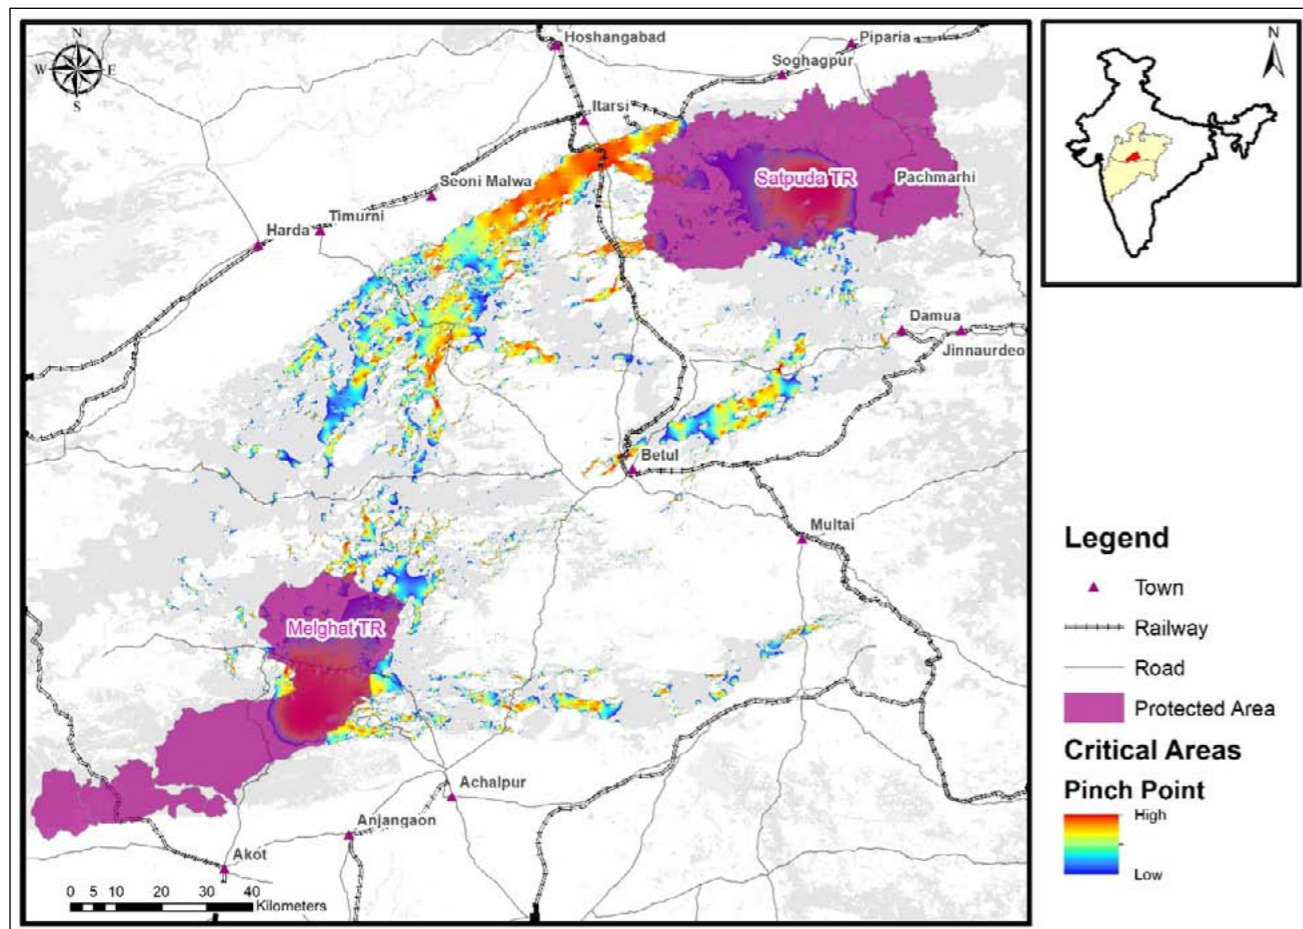 N
W E
S
Hoshangabad
Piparia
Soghagpur
Itarsi
Satpuda TR
Pachmarhi
Seoni Malwa
Timurni
Harda
Damua
Jinnaurdeo
Betul
Multai
Melghat TR
Achalpur
Anjangaon
Akot
0 5 10 20 30 40
Kilometers
N
Legend
Town
Railway
Road
Protected Area
Critical Areas
Pinch Point
High
Low